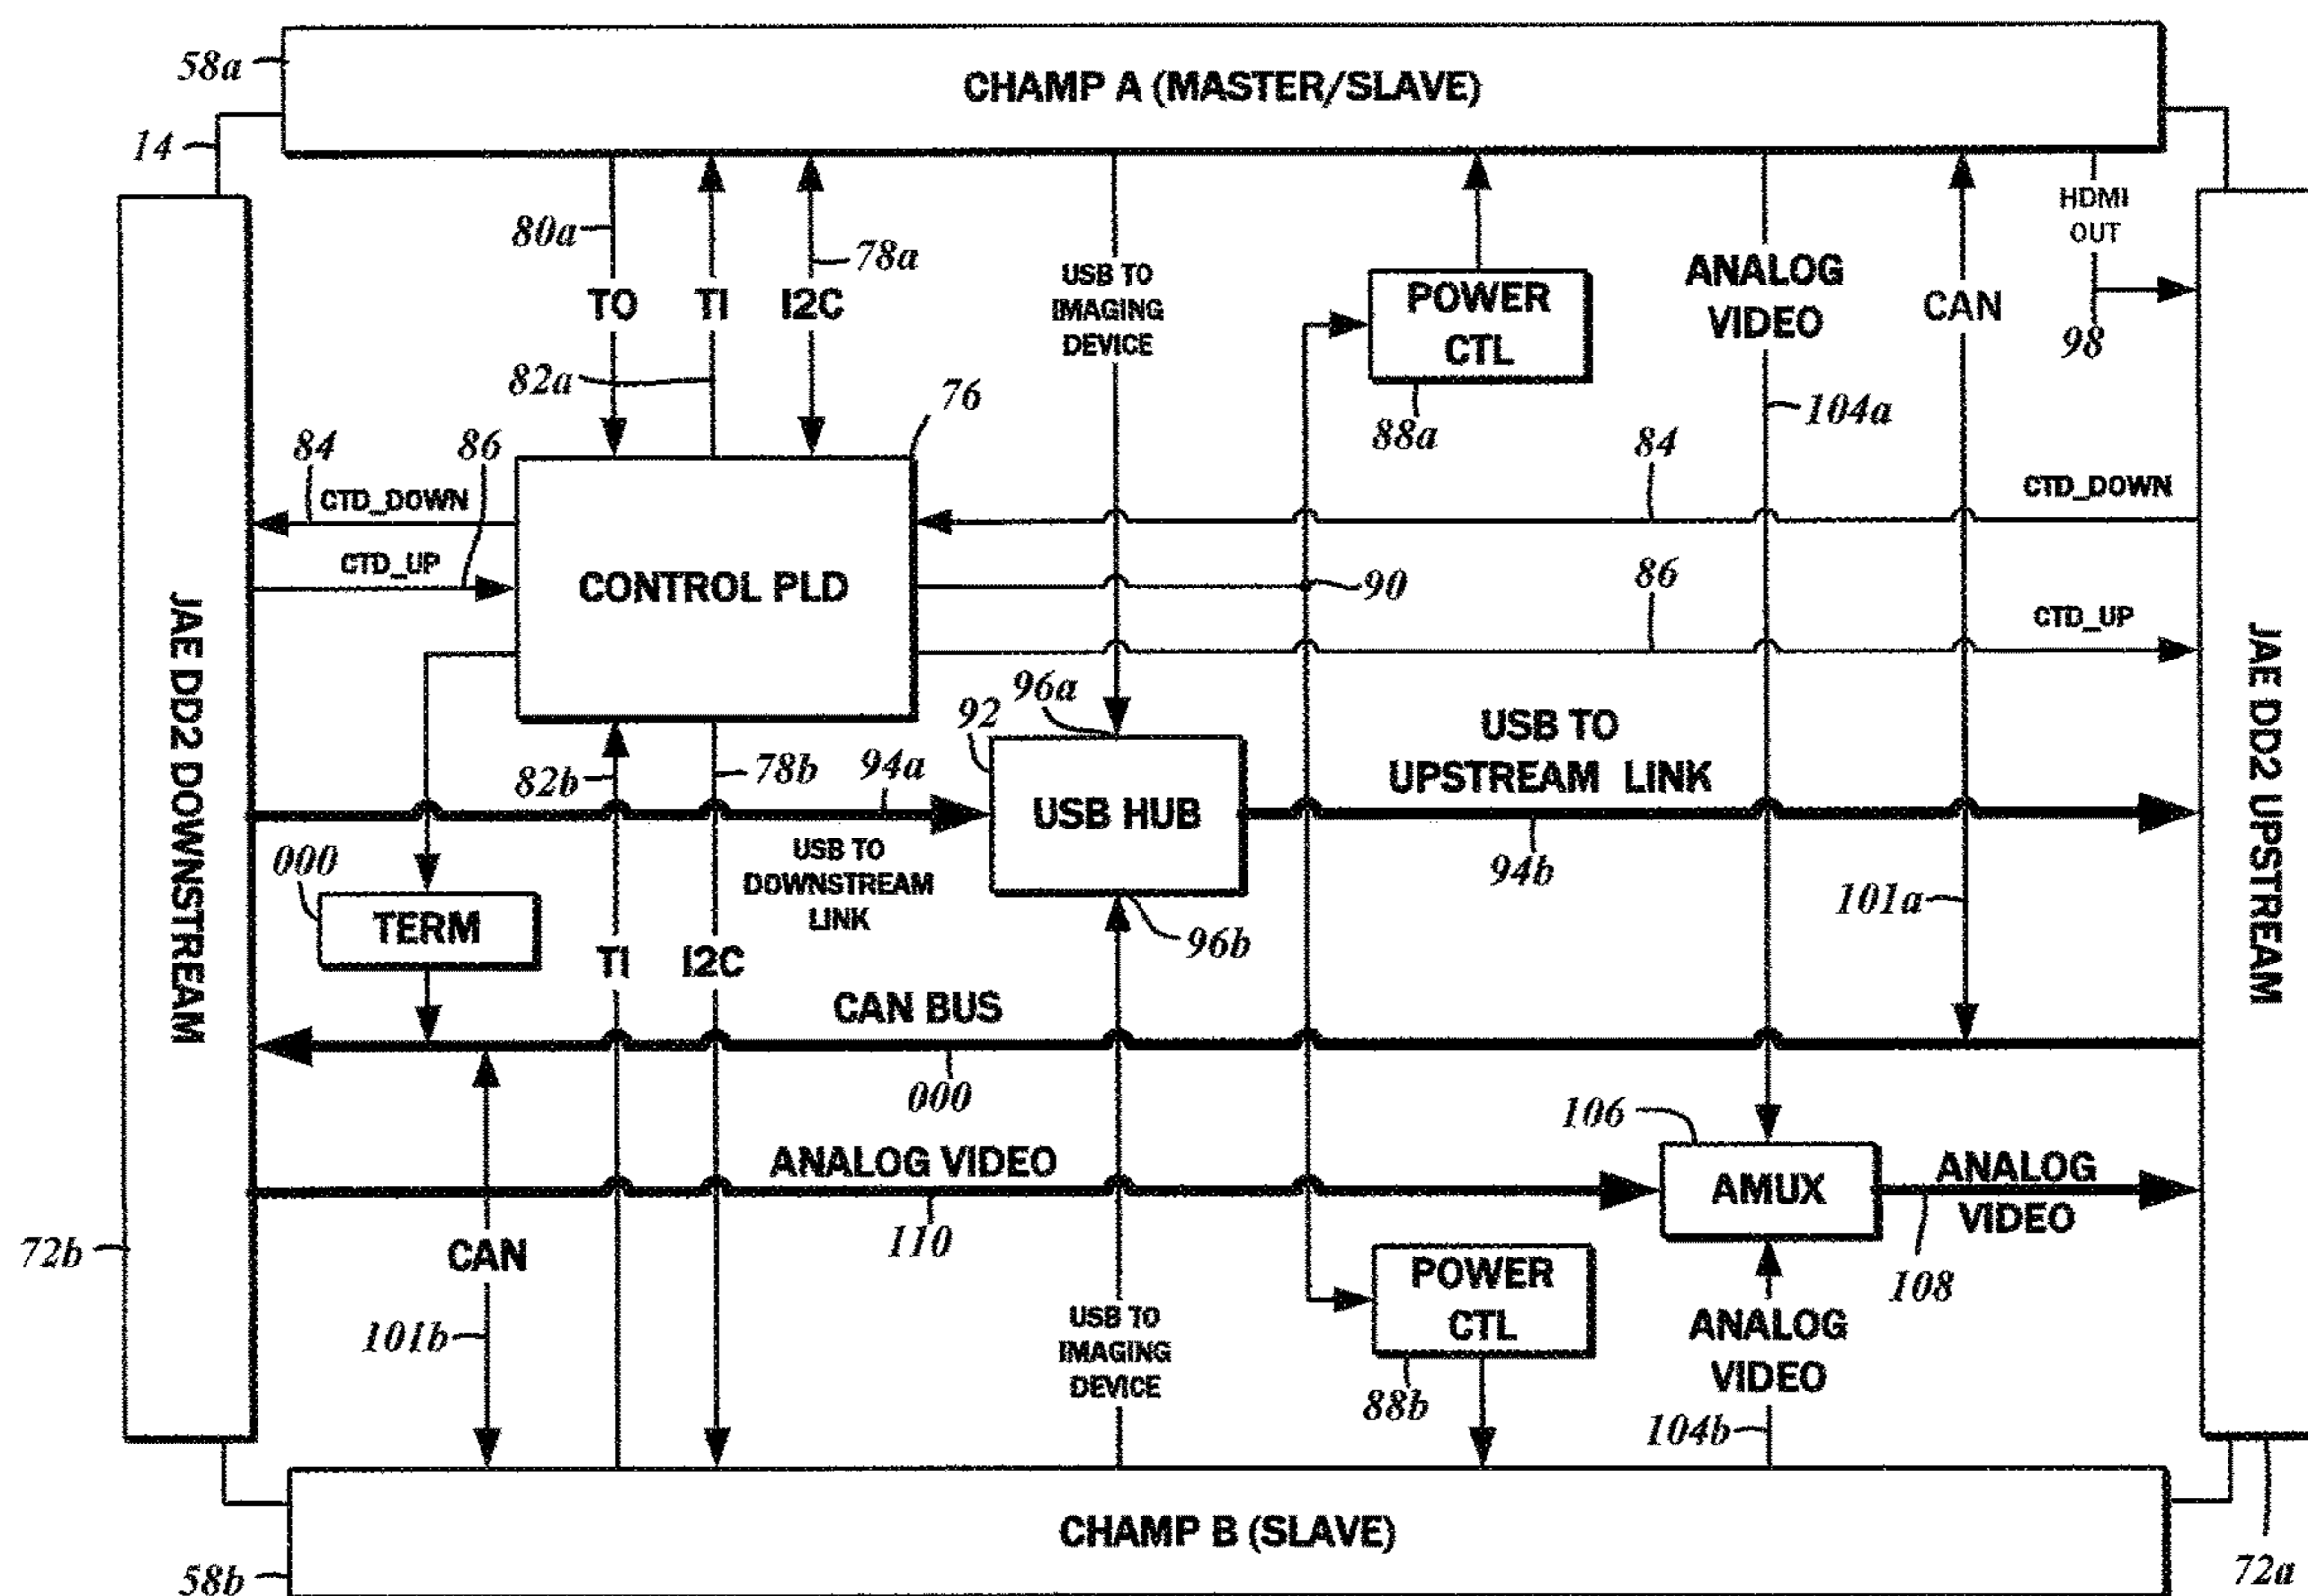 58a
CHAMP A (MASTER/SLAVE)
14
80a
78a
TO
TI
I2C
82a
USB TO
IMAGING
DEVICE
POWER
CTL
88a
ANALOG
VIDEO
104a
CAN
HDMI
OUT
98
76
84
86
CTD_DOWN
CTD_UP
CONTROL PLD
90
84
CTD_DOWN
86
CTD_UP
JAE DD2 DOWNSTREAM
JAE DD2 UPSTREAM
96a
92
USB TO
UPSTREAM LINK
82b
78b
94a
USB HUB
94b
000
TERM
USB TO
DOWNSTREAM
LINK
96b
101a
TI
I2C
CAN BUS
000
106
ANALOG VIDEO
110
AMUX
ANALOG
VIDEO
108
72b
CAN
101b
USB TO
IMAGING
DEVICE
POWER
CTL
88b
ANALOG
VIDEO
104b
CHAMP B (SLAVE)
58b
72a